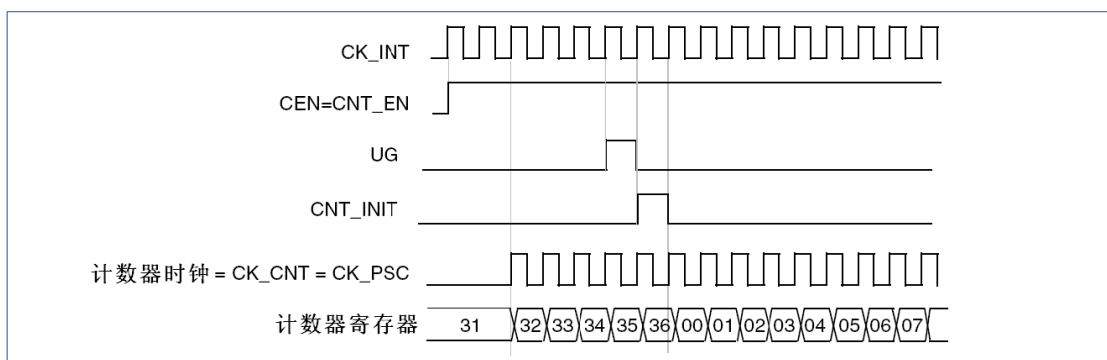 CK_INT
CEN=CNT_EN
UG
CNT_INIT
计数器时钟 = CK_CNT = CK_PSC
计数器寄存器 31 32 33 34 35 36 00 01 02 03 04 05 06 07